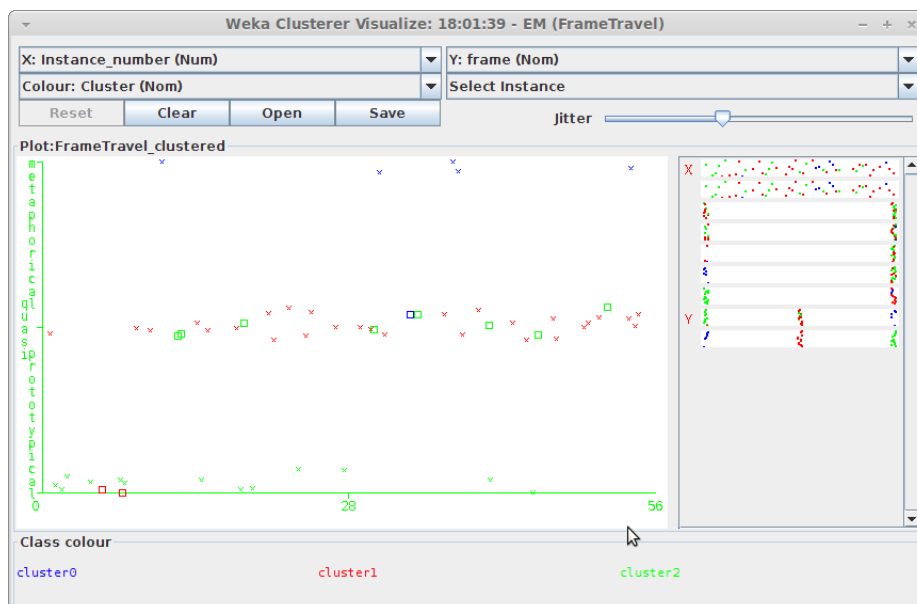 Weka Clusterer Visualize: 18:01:39 - EM (FrameTravel)
X: Instance_number (Num)
Y: frame (Nom)
Colour: Cluster (Nom)
Select Instance
Reset
Clear
Open
Save
Jitter
Plot:FrameTravel_clustered
metaphorical
quasi
prototypical
0
28
56
X
Y
Class colour
cluster0
cluster1
cluster2